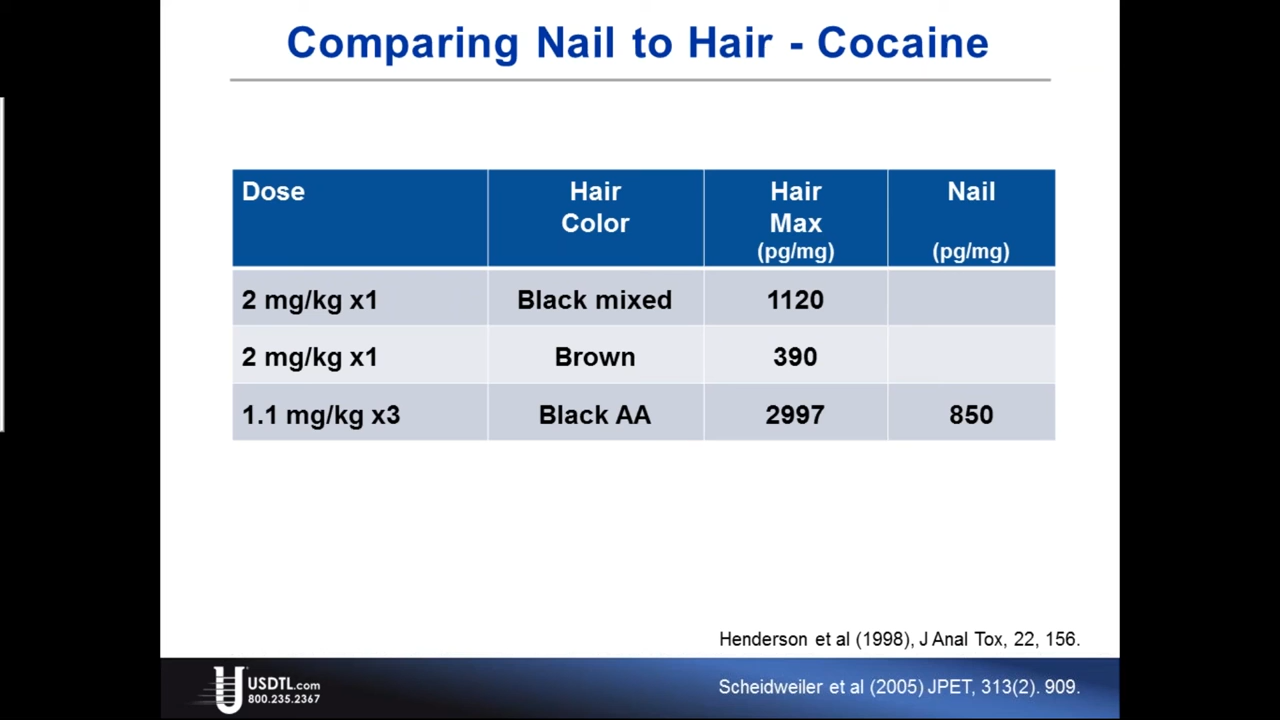 Comparing Nail to Hair - Cocaine
Dose Hair Color Hair Max (pg/mg) Nail (pg/mg)
2 mg/kg x1 Black mixed 1120
2 mg/kg x1 Brown 390
1.1 mg/kg x3 Black AA 2997 850
Henderson et al (1998), J Anal Tox, 22, 156.
USDTL.com
800.235.2367
Scheidweiler et al (2005) JPET, 313(2). 909.